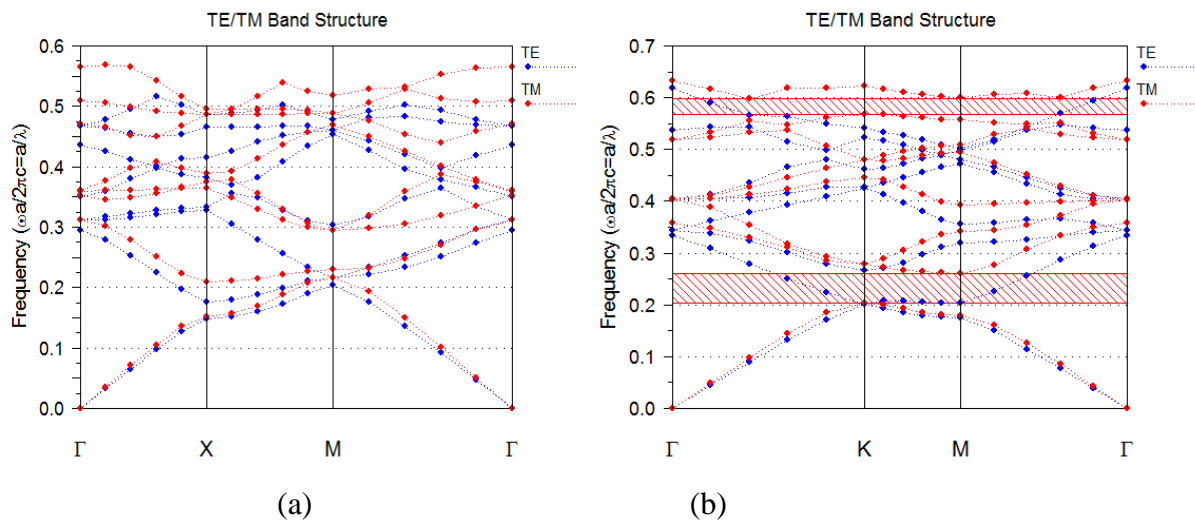 TE/TM Band Structure
TE
TM
Frequency (ωa/2πc=a/λ)
0.6
0.5
0.4
0.3
0.2
0.1
0.0
Γ X M Γ
(a)
TE/TM Band Structure
TE
TM
Frequency (ωa/2πc=a/λ)
0.7
0.6
0.5
0.4
0.3
0.2
0.1
0.0
Γ K M Γ
(b)